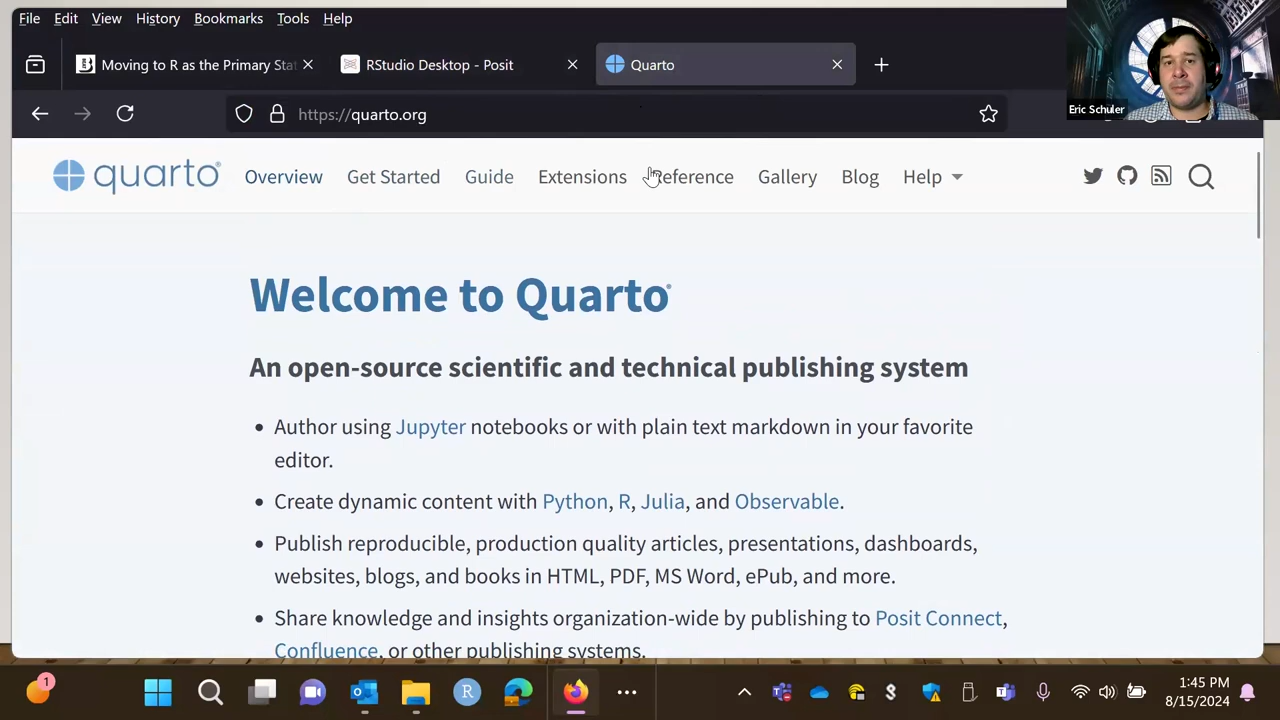 File Edit View History Bookmarks Tools Help
Moving to R as the Primary Stat
RStudio Desktop - Posit
Quarto
Eric Schuler
https://quarto.org
quarto
Overview Get Started Guide Extensions Reference Gallery Blog Help
Welcome to Quarto
An open-source scientific and technical publishing system
Author using Jupyter notebooks or with plain text markdown in your favorite
editor.
Create dynamic content with Python, R, Julia, and Observable.
Publish reproducible, production quality articles, presentations, dashboards,
websites, blogs, and books in HTML, PDF, MS Word, ePub, and more.
Share knowledge and insights organization-wide by publishing to Posit Connect,
Confluence, or other publishing systems.
1
R
1:45 PM
8/15/2024